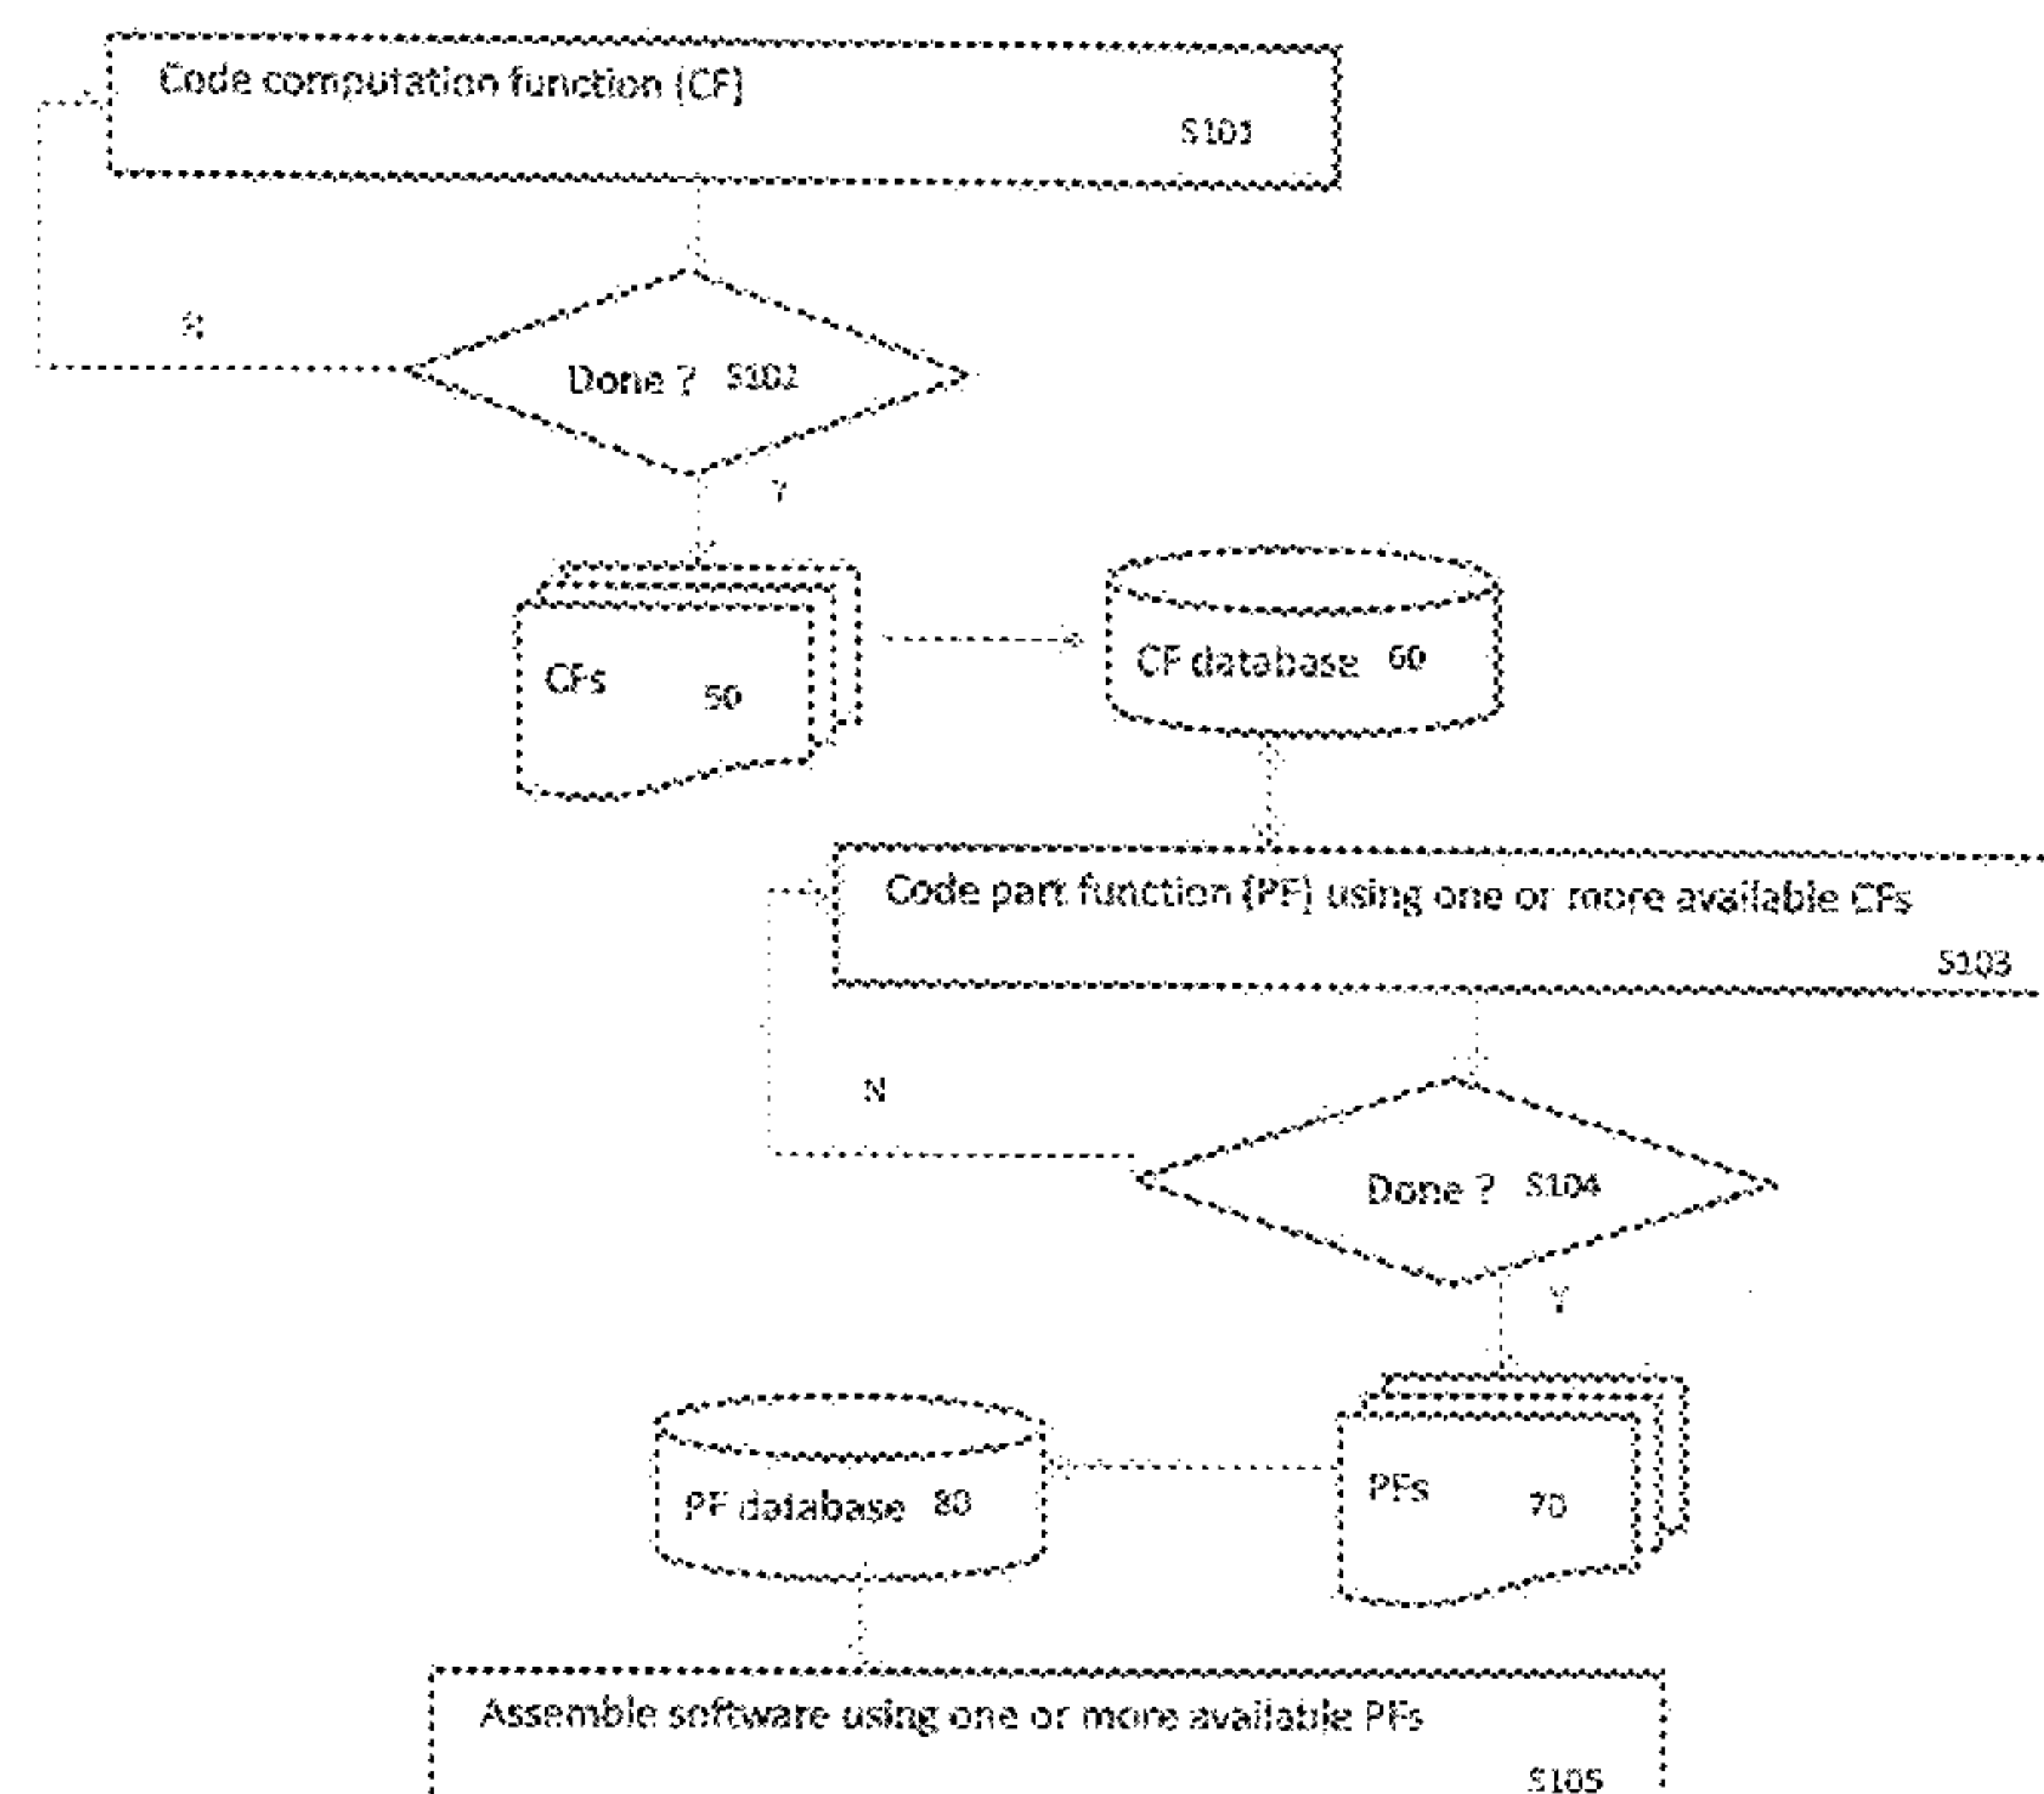 Code computation function (CF)
S101
N
Done ? S102
Y
CFs
50
CF database 60
Code part function (PF) using one or more available CFs
S103
N
Done ? S104
Y
PF database 80
PFs
70
Assemble software using one or more available PFs
S105